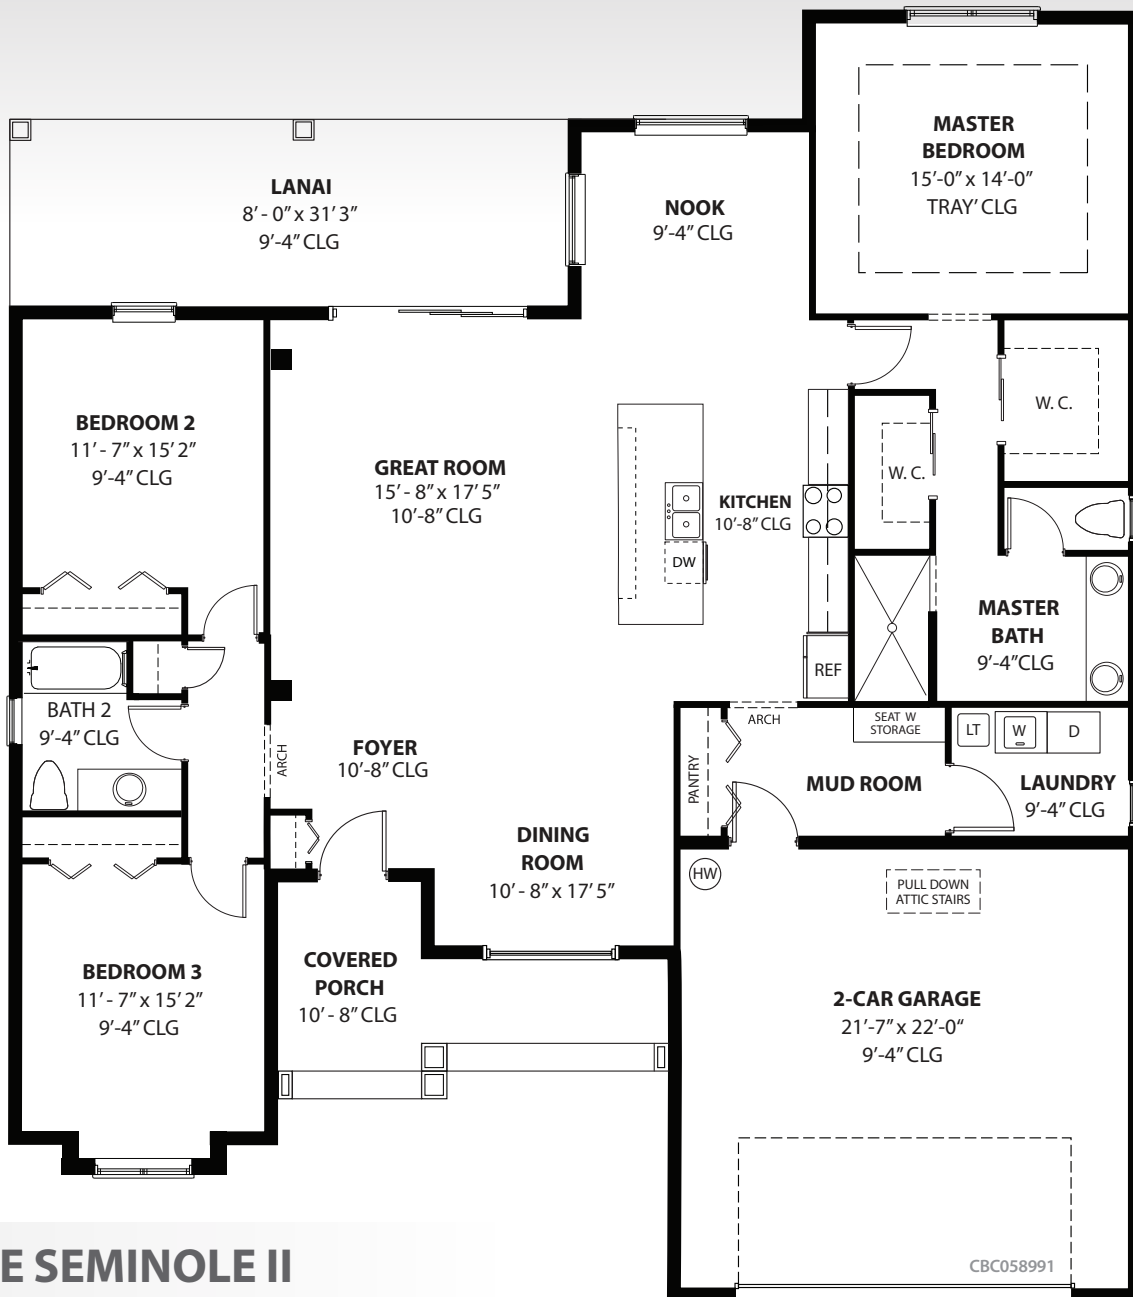 MASTER
BEDROOM
15’-0” x 14’-0”
TRAY’ CLG
LANAI
8’ - 0” x 31’ 3”
9’-4” CLG
NOOK
9’-4” CLG
BEDROOM 2
11’ - 7” x 15’ 2”
9’-4” CLG
GREAT ROOM
15’ - 8” x 17’ 5”
10’-8” CLG
KITCHEN
10’-8” CLG
DW
REF
W. C.
W. C.
MASTER
BATH
9’-4”CLG
BATH 2
9’-4” CLG
ARCH
FOYER
10’-8” CLG
ARCH
SEAT W
STORAGE
PANTRY
MUD ROOM
LT
W
D
LAUNDRY
9’-4” CLG
DINING
ROOM
10’ - 8” x 17’ 5”
HW
PULL DOWN
ATTIC STAIRS
BEDROOM 3
11’ - 7” x 15’ 2”
9’-4” CLG
COVERED
PORCH
10’ - 8” CLG
2-CAR GARAGE
21’-7” x 22’-0“
9’-4” CLG
CBC058991
E SEMINOLE II